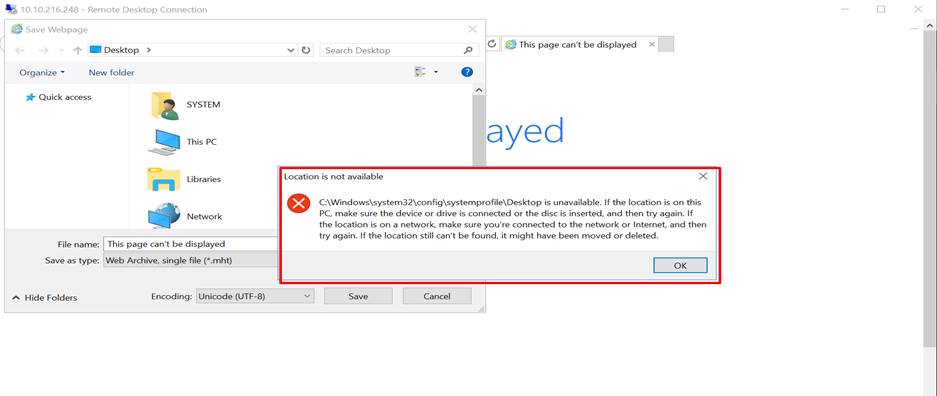 10.10.216.248 - Remote Desktop Connection
Save Webpage
Desktop
Search Desktop
This page can't be displayed
Organize
New folder
Quick access
SYSTEM
This PC
Libraries
Network
ayed
Location is not available
C:\Windows\system32\config\systemprofile\Desktop is unavailable. If the location is on this
PC, make sure the device or drive is connected or the disc is inserted, and then try again. If
the location is on a network, make sure you're connected to the network or Internet, and then
try again. If the location still can't be found, it might have been moved or deleted.
OK
File name: This page can't be displayed
Save as type: Web Archive, single file (*.mht)
Hide Folders
Encoding: Unicode (UTF-8)
Save
Cancel